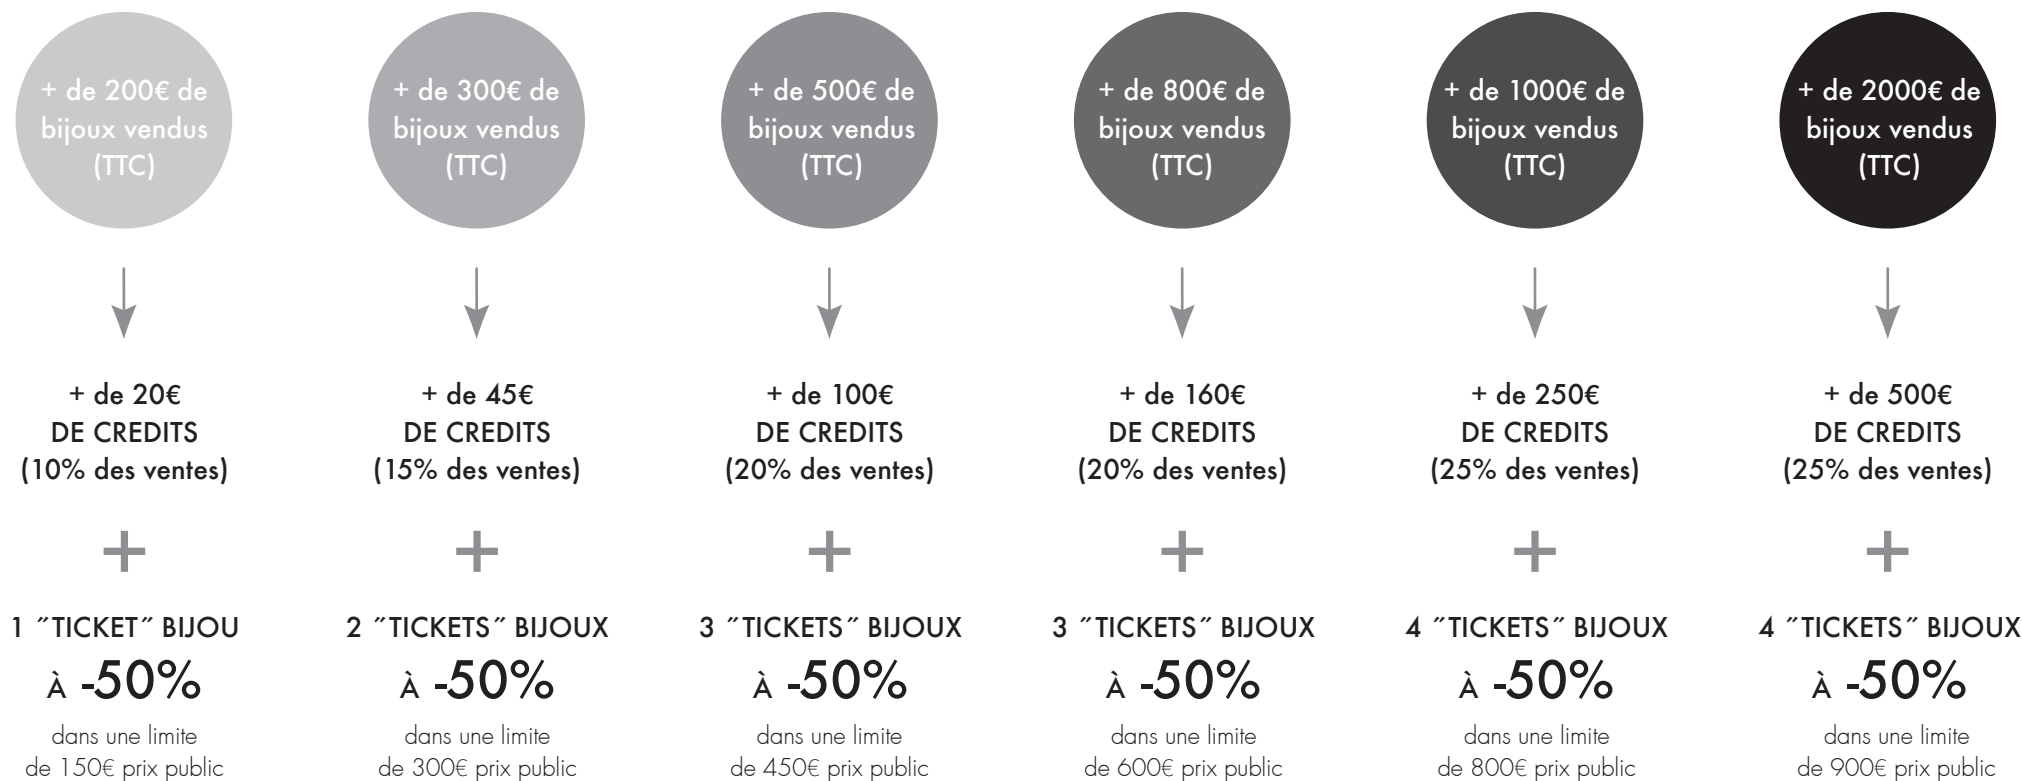 + de 200€ de
bijoux vendus
(TTC)
+ de 20€
DE CREDITS
(10% des ventes)
+
1 ˝TICKET˝ BIJOU
À -50%
dans une limite
de 150€ prix public
+ de 300€ de
bijoux vendus
(TTC)
+ de 45€
DE CREDITS
(15% des ventes)
+
2 ˝TICKETS˝ BIJOUX
À -50%
dans une limite
de 300€ prix public
+ de 500€ de
bijoux vendus
(TTC)
+ de 100€
DE CREDITS
(20% des ventes)
+
3 ˝TICKETS˝ BIJOUX
À -50%
dans une limite
de 450€ prix public
+ de 800€ de
bijoux vendus
(TTC)
+ de 160€
DE CREDITS
(20% des ventes)
+
3 ˝TICKETS˝ BIJOUX
À -50%
dans une limite
de 600€ prix public
+ de 1000€ de
bijoux vendus
(TTC)
+ de 250€
DE CREDITS
(25% des ventes)
+
4 ˝TICKETS˝ BIJOUX
À -50%
dans une limite
de 800€ prix public
+ de 2000€ de
bijoux vendus
(TTC)
+ de 500€
DE CREDITS
(25% des ventes)
+
4 ˝TICKETS˝ BIJOUX
À -50%
dans une limite
de 900€ prix public